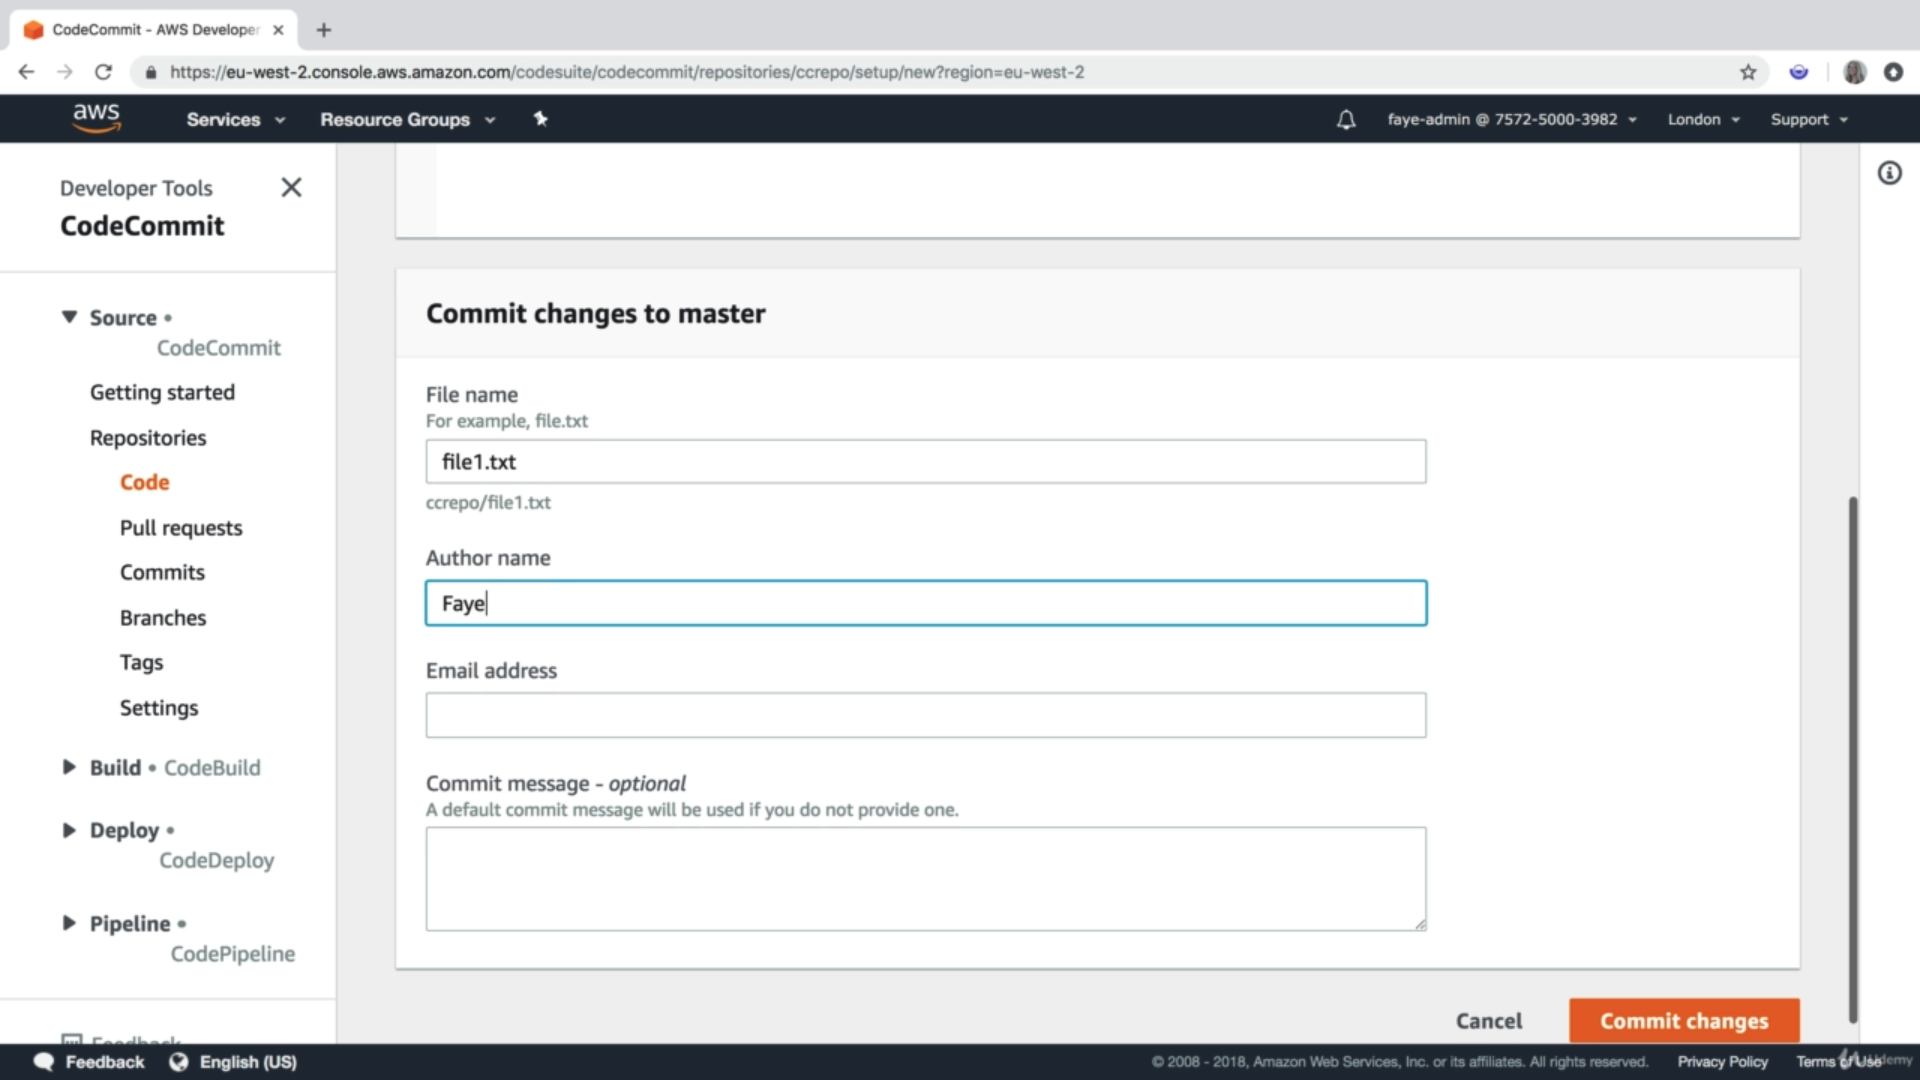 CodeCommit - AWS Developer
https://eu-west-2.console.aws.amazon.com/codesuite/codecommit/repositories/ccrepo/setup/new?region=eu-west-2
aws
Services
Resource Groups
faye-admin @ 7572-5000-3982
London
Support
Developer Tools
CodeCommit
Source •
CodeCommit
Getting started
Repositories
Code
Pull requests
Commits
Branches
Tags
Settings
Build • CodeBuild
Deploy •
CodeDeploy
Pipeline •
CodePipeline
Feedback
Commit changes to master
File name
For example, file.txt
file1.txt
ccrepo/file1.txt
Author name
Faye
Email address
Commit message - optional
A default commit message will be used if you do not provide one.
Cancel
Commit changes
Feedback
English (US)
© 2008 - 2018, Amazon Web Services, Inc. or its affiliates. All rights reserved.
Privacy Policy
Terms of Use
Udemy